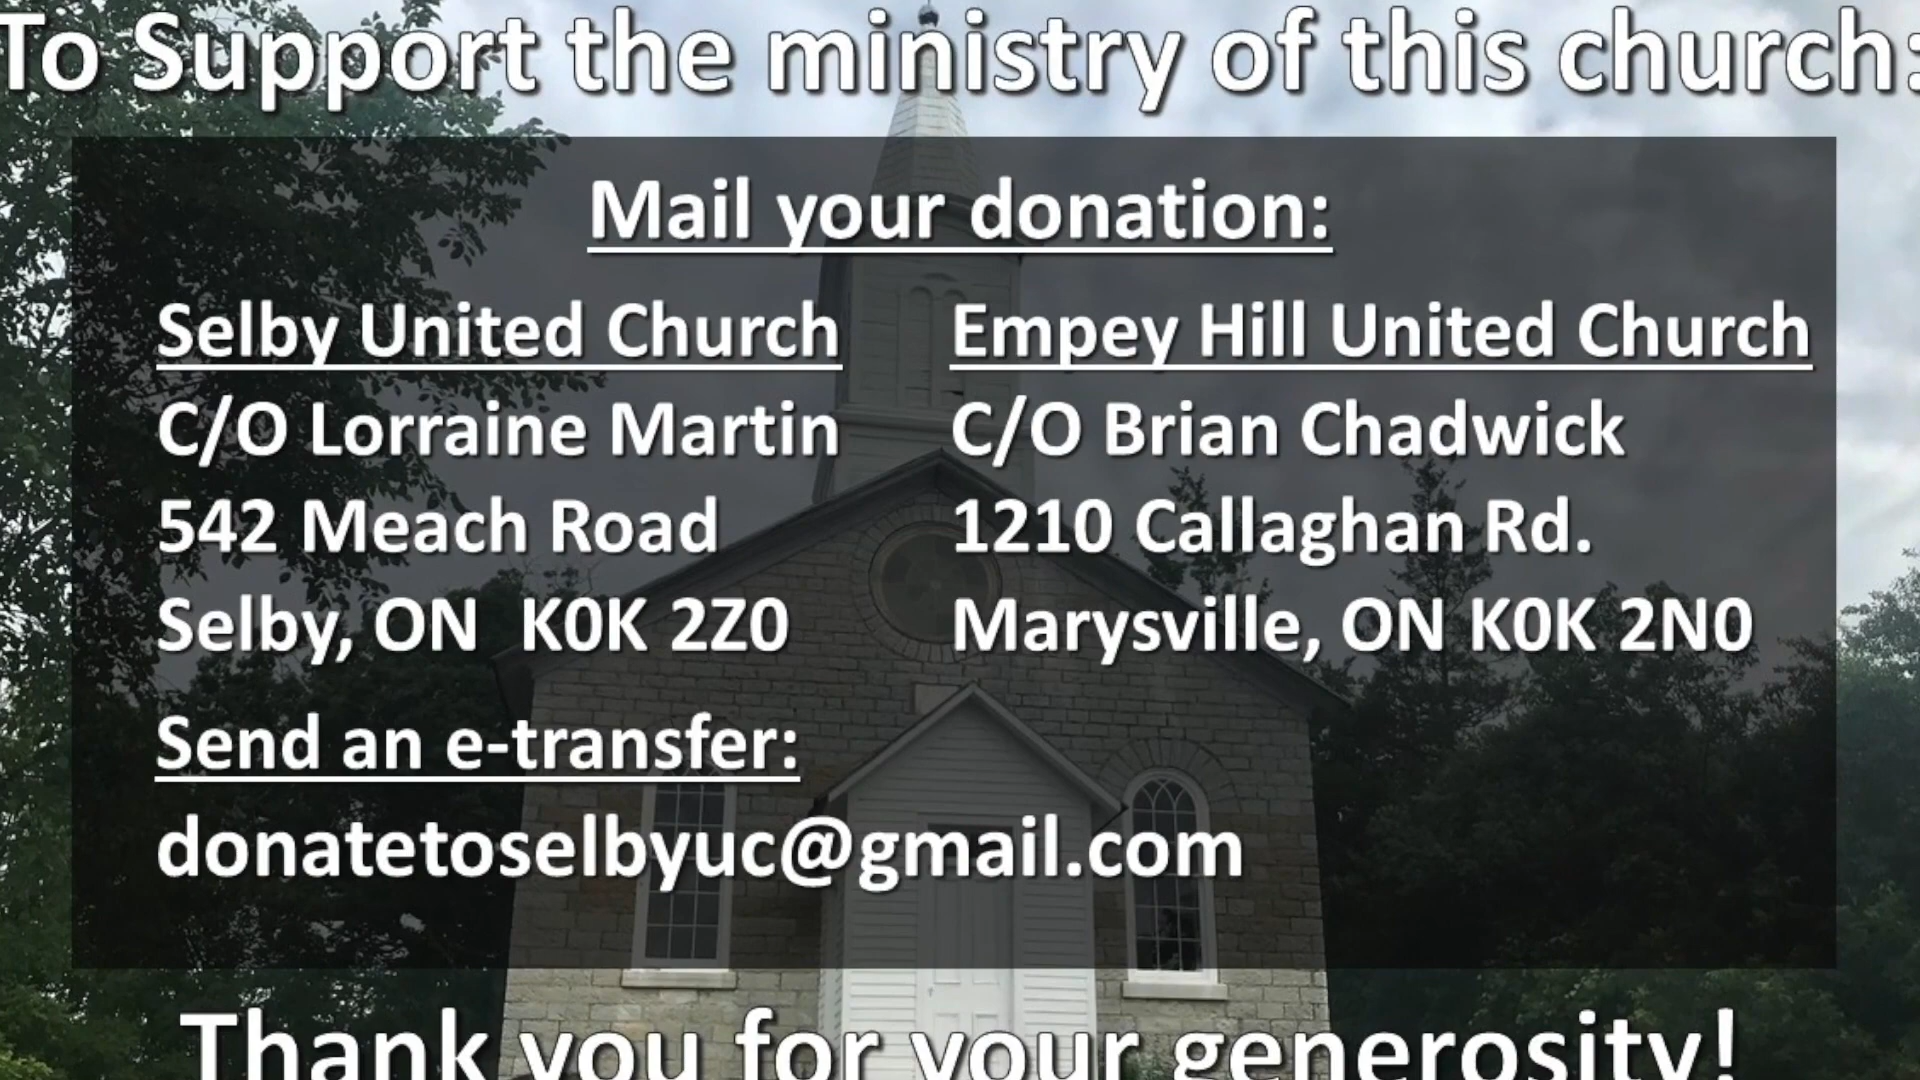 To Support the ministry of this church:
Mail your donation:
Selby United Church
C/O Lorraine Martin
542 Meach Road
Selby, ON  K0K 2Z0
Empey Hill United Church
C/O Brian Chadwick
1210 Callaghan Rd.
Marysville, ON K0K 2N0
Send an e-transfer:
donatetoselbyuc@gmail.com
Thank you for your generosity!